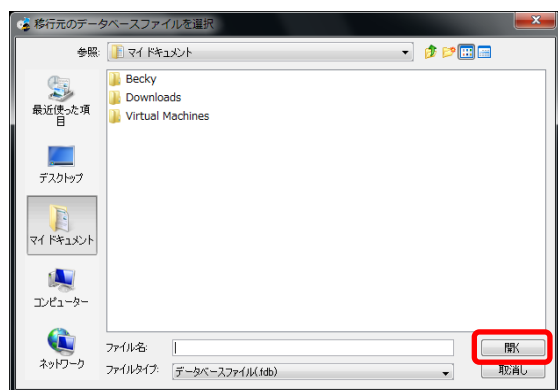 移行元のデータベースファイルを選択
参照:
マイ ドキュメント
最近使った項
目
デスクトップ
マイ ドキュメント
コンピューター
ネットワーク
Becky
Downloads
Virtual Machines
ファイル名:
開く
ファイルタイプ:
データベースファイル(.fdb)
取消し